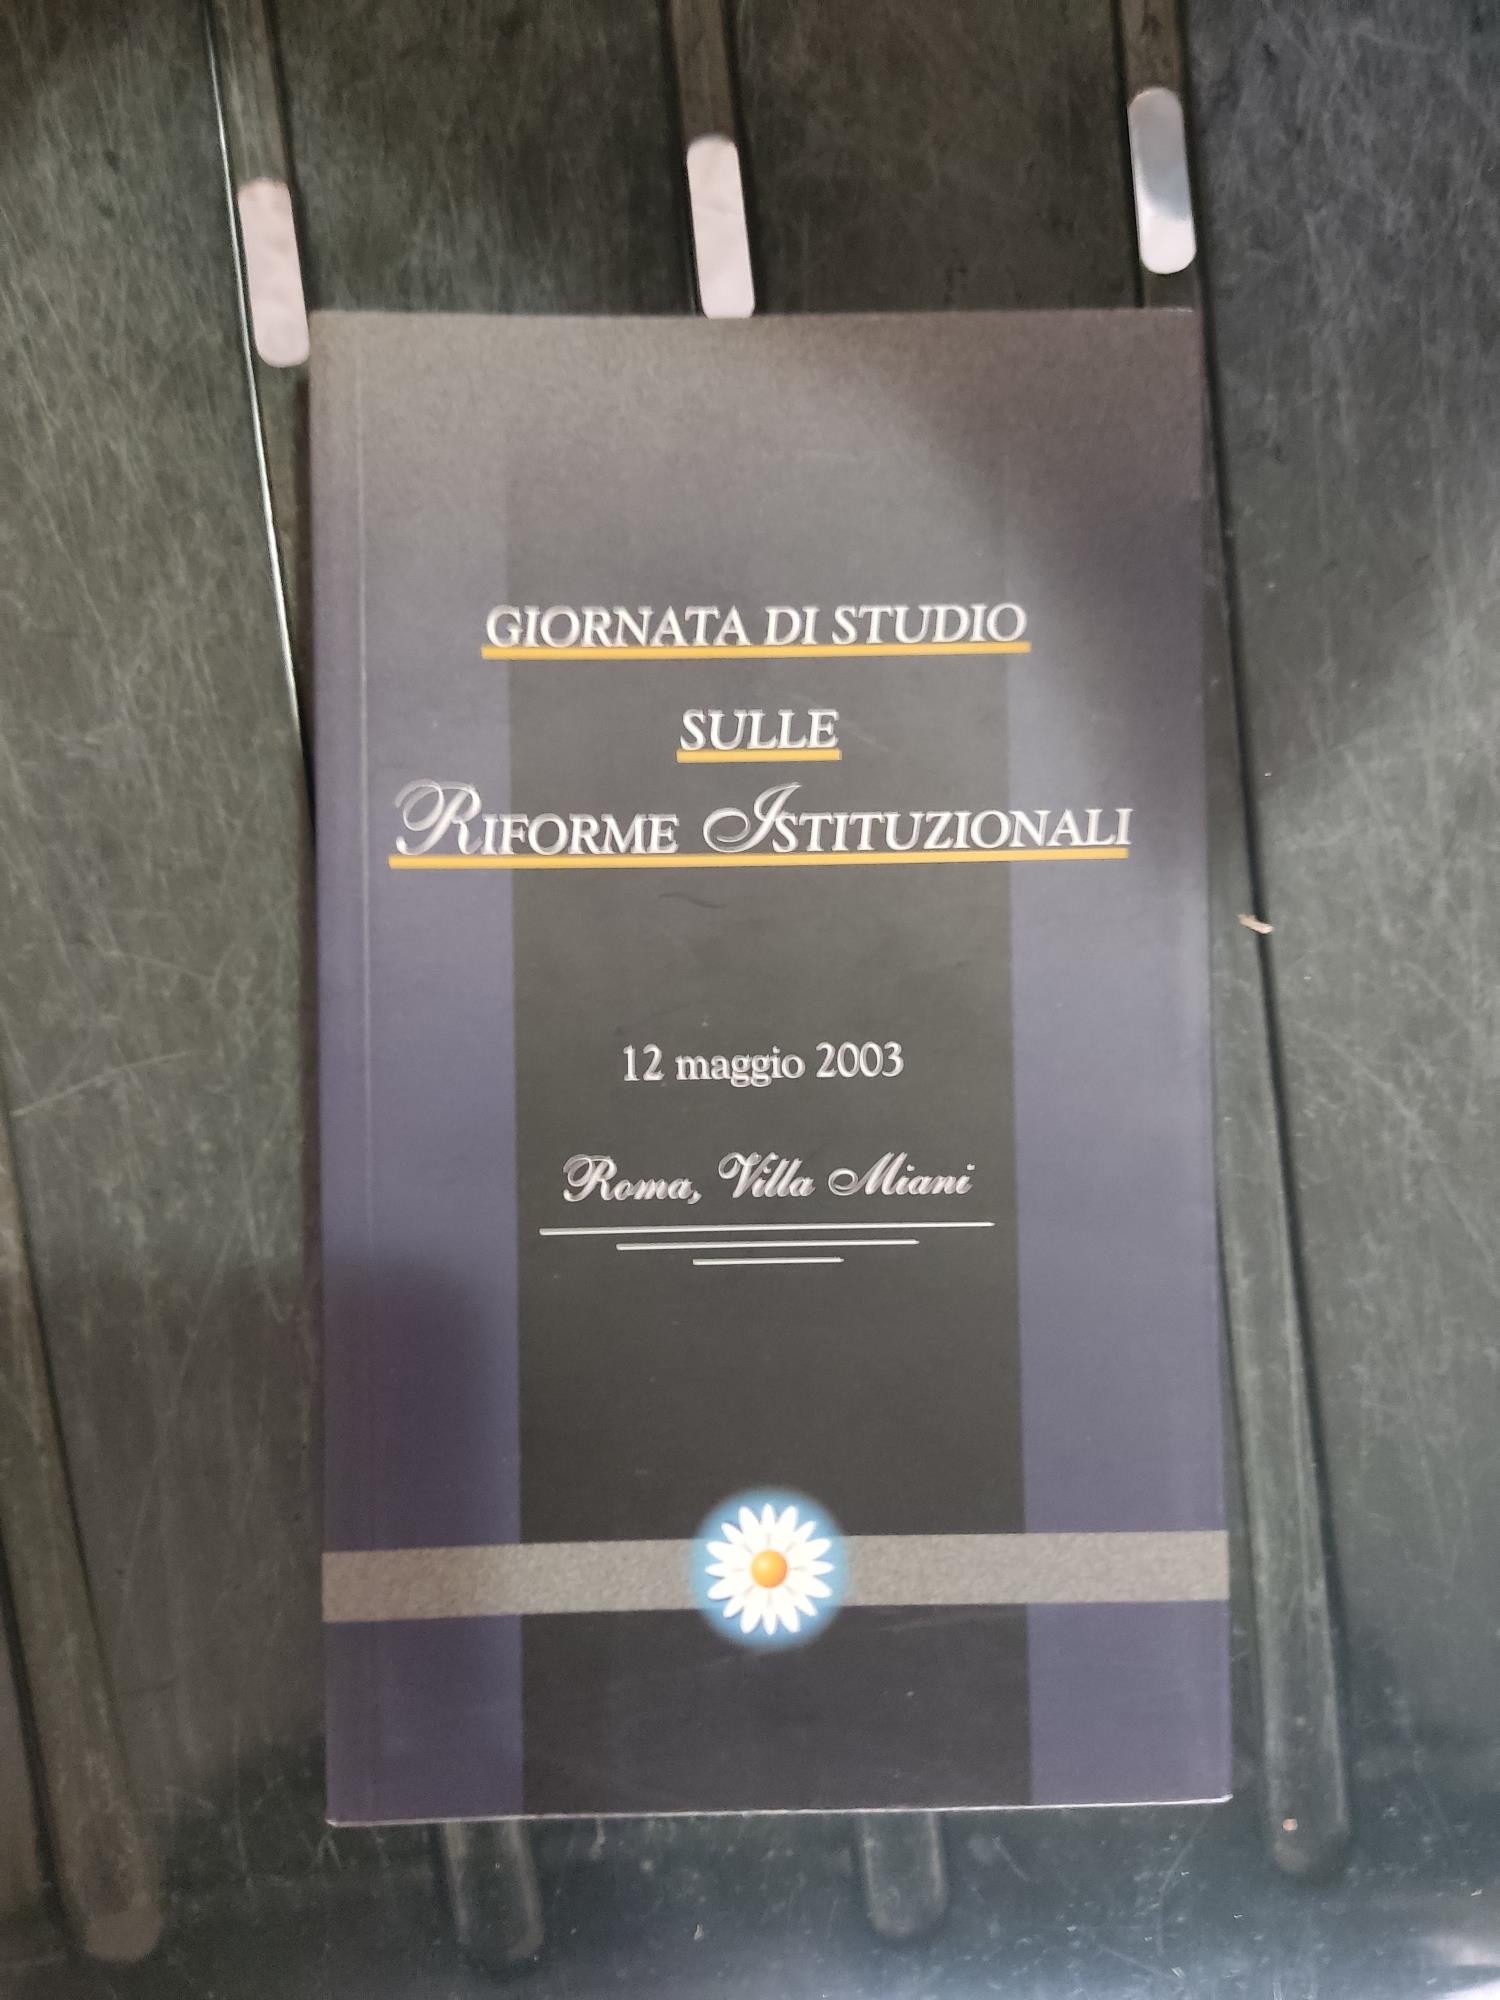 GIORNATA DI STUDIO
SULLE
RIFORME ISTITUZIONALI
12 maggio 2003
Roma, Villa Miani